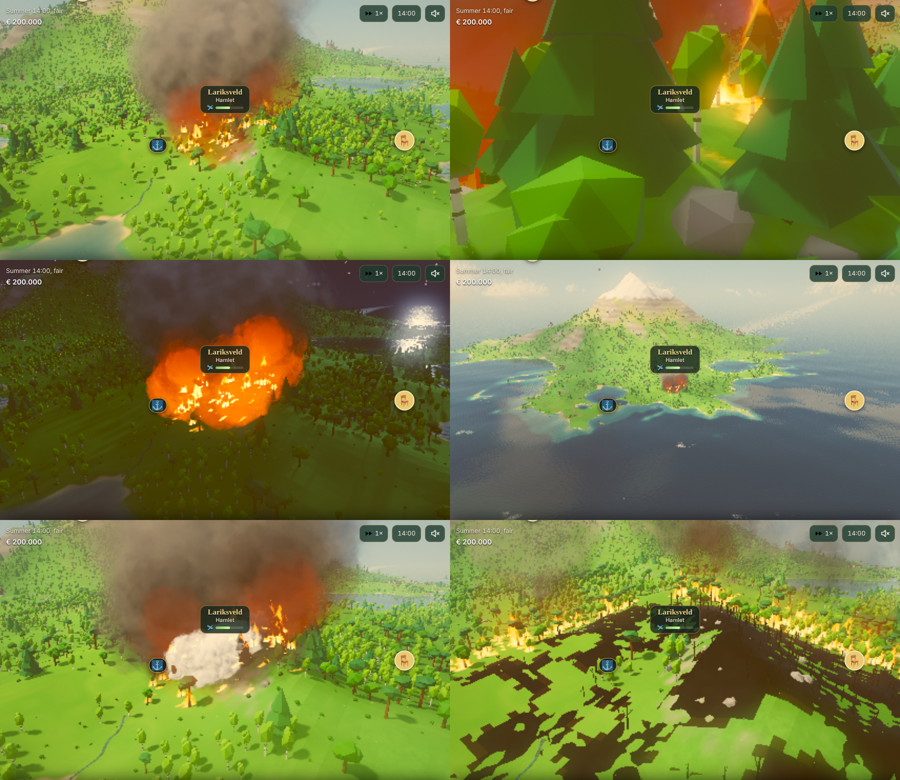 Summer 14:00, fair
€ 200.000
1×
14:00
Lariksveld
Hamlet
Summer 14:00, fair
€ 200.000
1×
14:00
Lariksveld
Hamlet
Summer 14:00, fair
€ 200.000
1×
14:00
Lariksveld
Hamlet
Summer 14:00, fair
€ 200.000
1×
14:00
Lariksveld
Hamlet
Summer 14:00, fair
€ 200.000
1×
14:00
Lariksveld
Hamlet
Summer 14:00, fair
€ 200.000
1×
14:00
Lariksveld
Hamlet